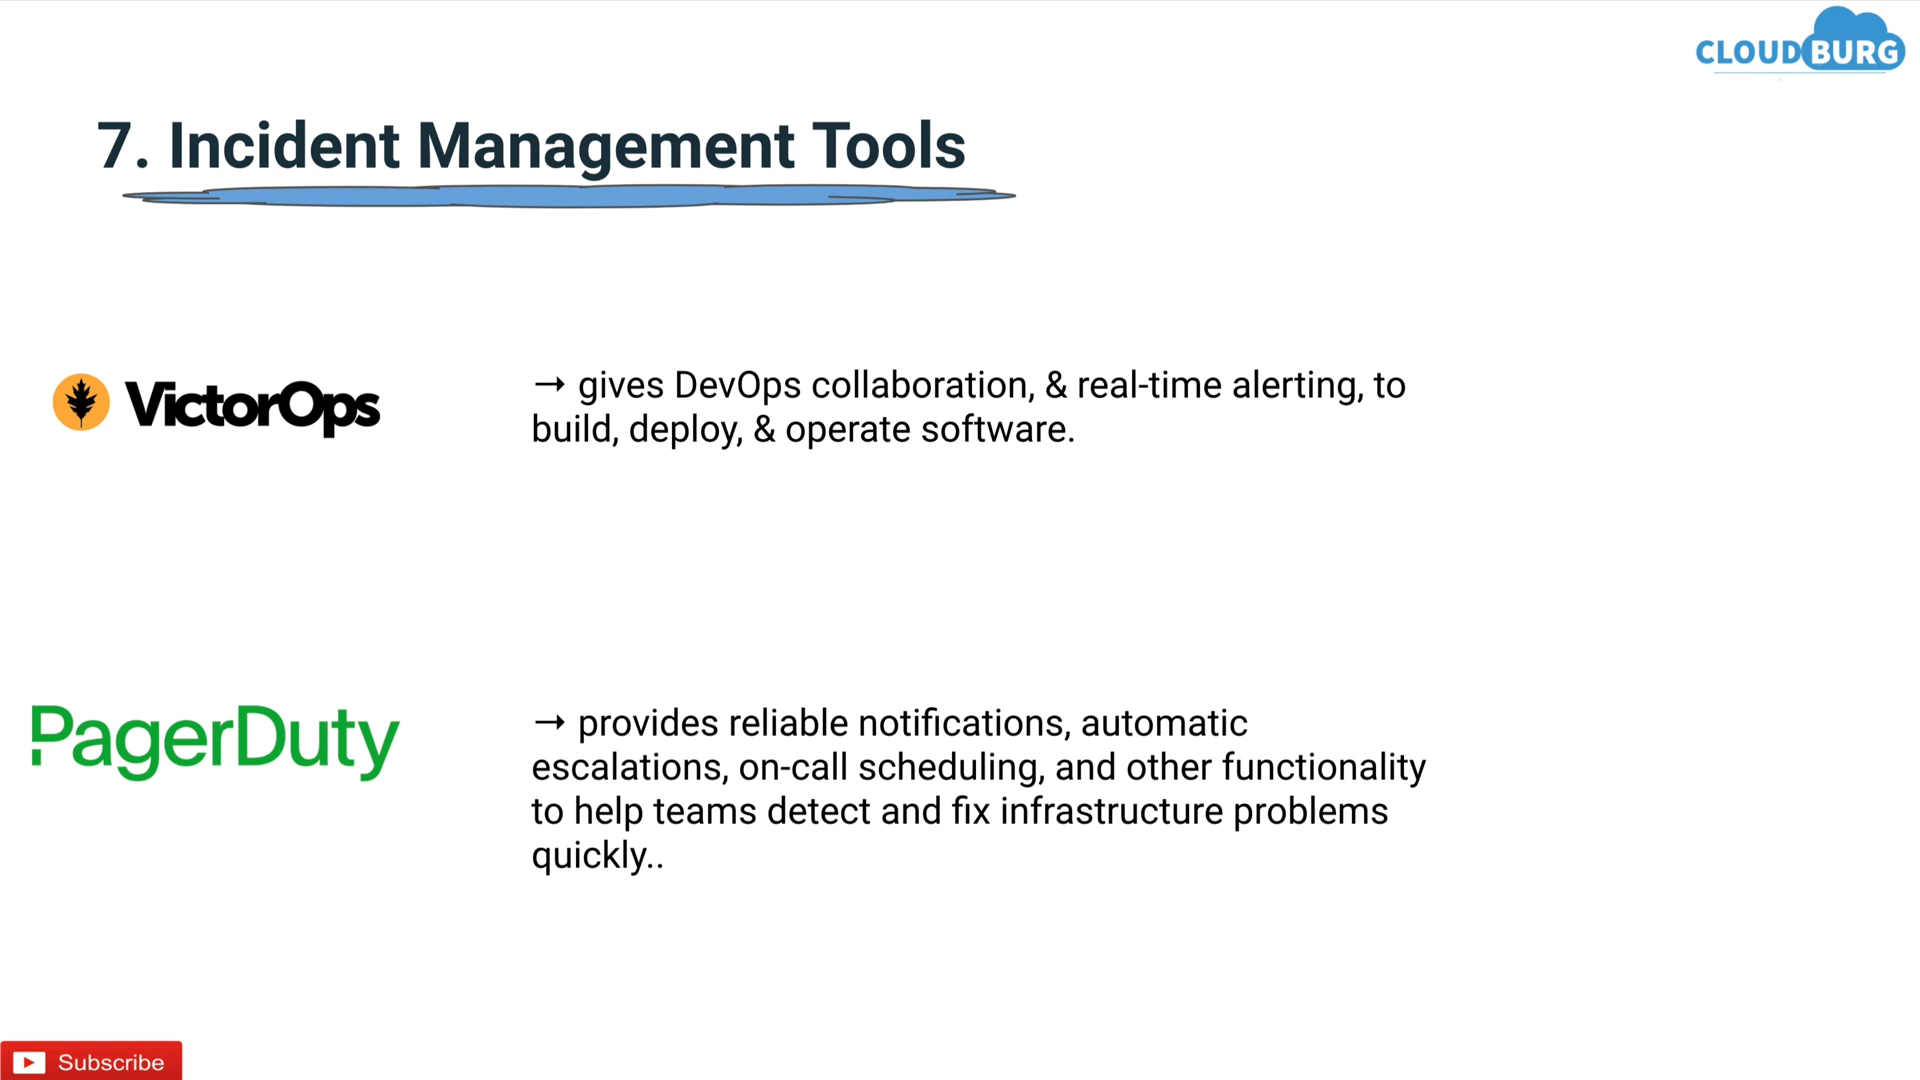 CLOUDBURG
7. Incident Management Tools
VictorOps
→ gives DevOps collaboration, & real-time alerting, to
build, deploy, & operate software.
PagerDuty
→ provides reliable notifications, automatic
escalations, on-call scheduling, and other functionality
to help teams detect and fix infrastructure problems
quickly..
Subscribe